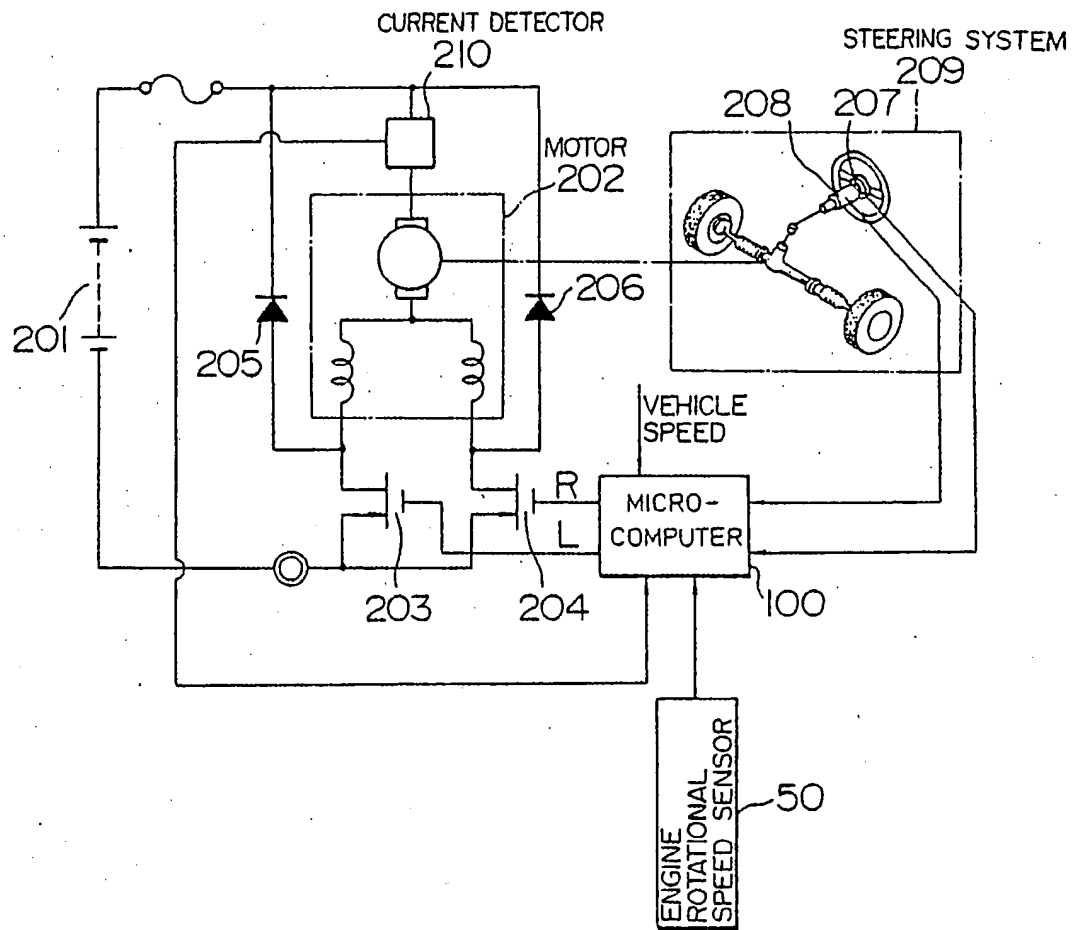 CURRENT DETECTOR
210
STEERING SYSTEM
209
208
207
MOTOR
202
201
205
206
VEHICLE
SPEED
R
L
MICRO-
COMPUTER
203
204
100
ENGINE
ROTATIONAL
SPEED SENSOR
50